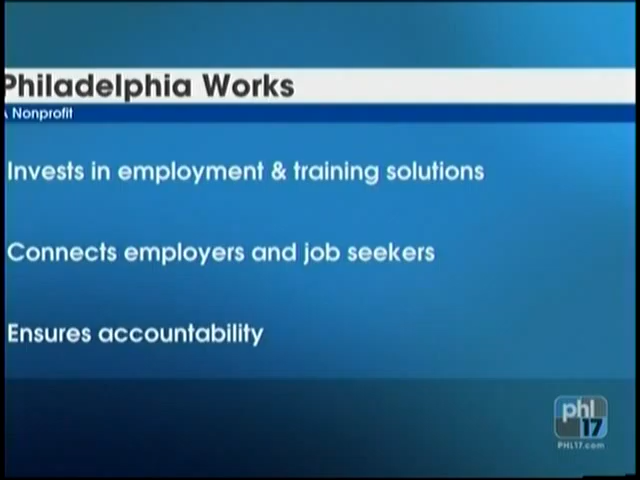 Philadelphia Works
A Nonprofit
Invests in employment & training solutions
Connects employers and job seekers
Ensures accountability
phl
17
PHL17.com